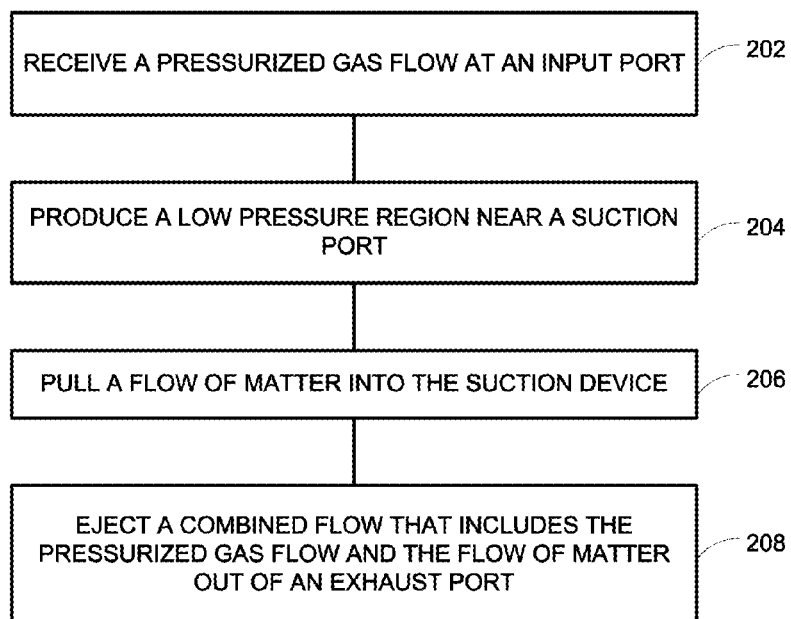 RECEIVE A PRESSURIZED GAS FLOW AT AN INPUT PORT
202
PRODUCE A LOW PRESSURE REGION NEAR A SUCTION
PORT
204
PULL A FLOW OF MATTER INTO THE SUCTION DEVICE
206
EJECT A COMBINED FLOW THAT INCLUDES THE
PRESSURIZED GAS FLOW AND THE FLOW OF MATTER
OUT OF AN EXHAUST PORT
208